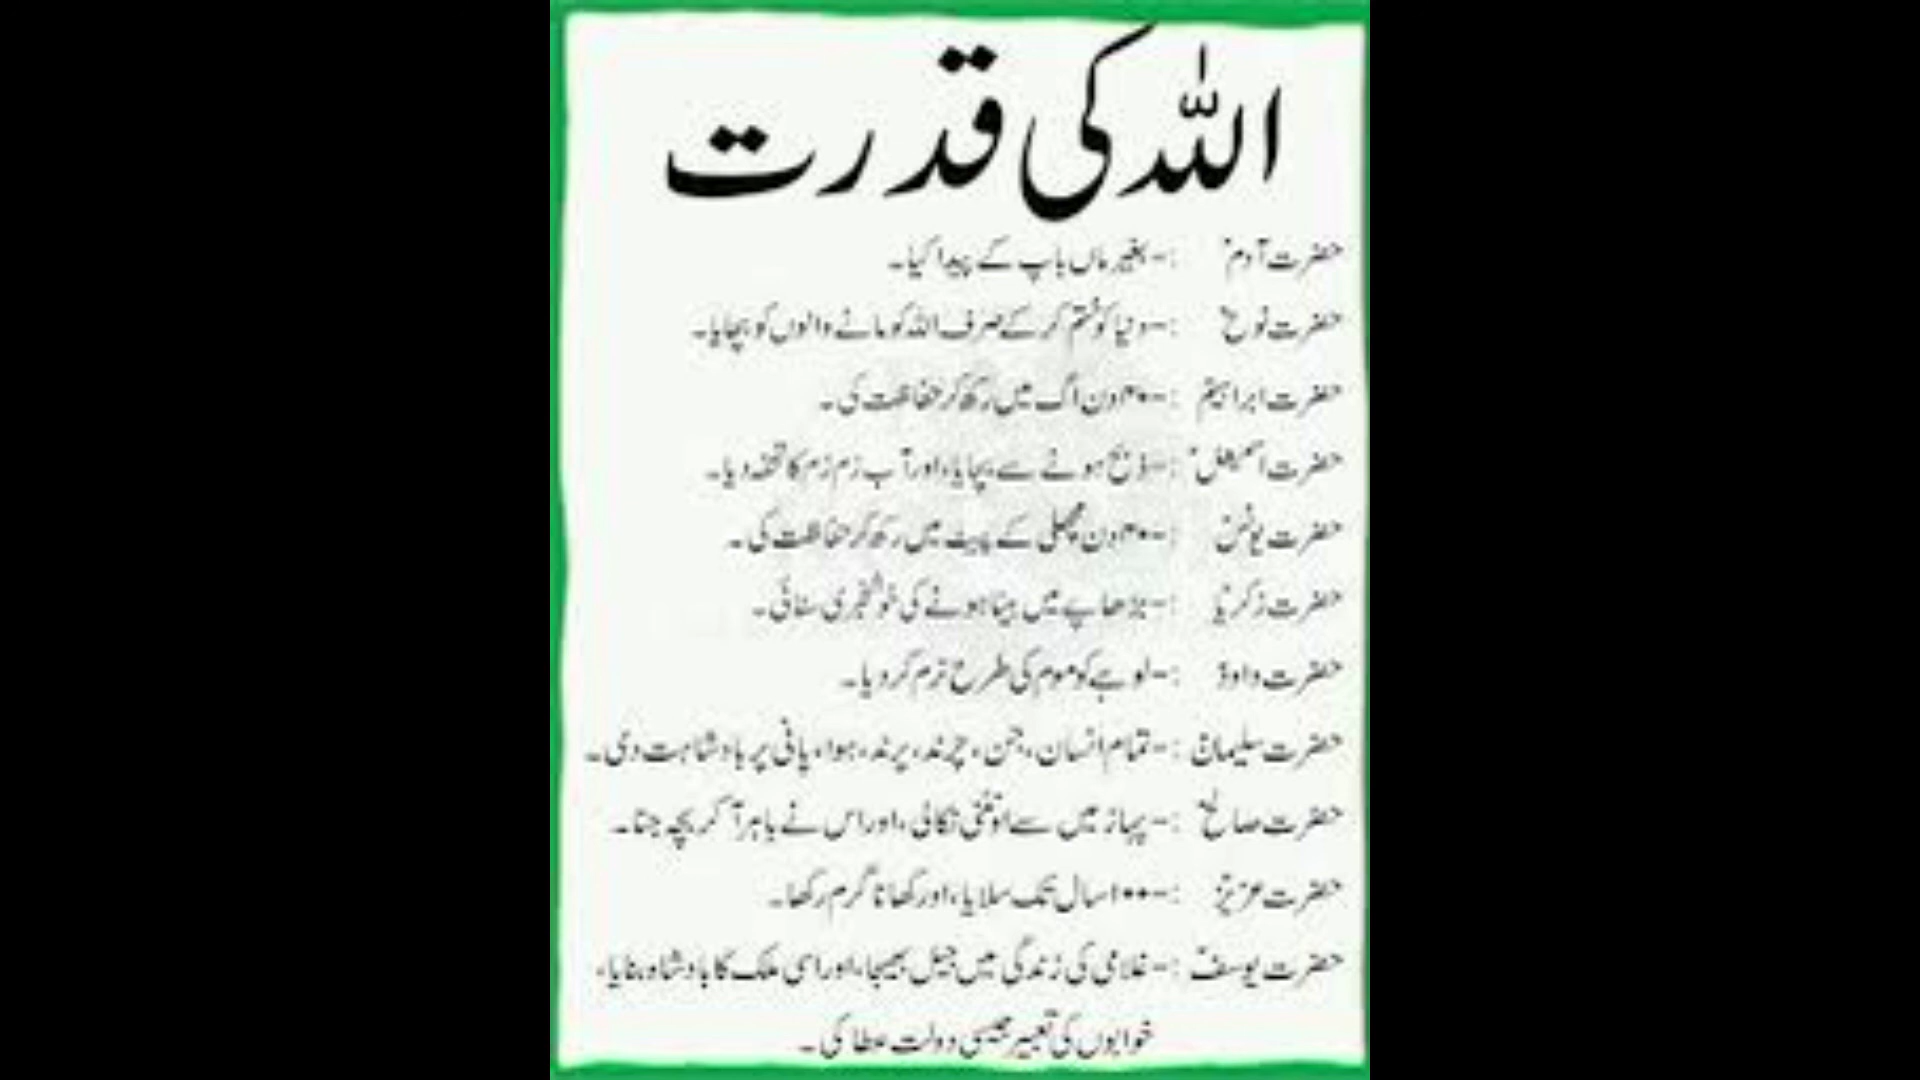 اللہ کی قدرت
حضرت آدمؑ :- بغیر ماں باپ کے پیدا کیا۔
حضرت نوحؑ :- دنیا کو ختم کر کے صرف اللہ کو ماننے والوں کو بچایا۔
حضرت ابراہیمؑ :- ۴۰ دن آگ میں رکھ کر حفاظت کی۔
حضرت اسمٰعیلؑ :- ذبح ہونے سے بچایا، اور آب زم زم کا تحفہ دیا۔
حضرت یونسؑ :- ۴۰ دن مچھلی کے پیٹ میں رکھ کر حفاظت کی۔
حضرت زکریاؑ :- بڑھاپے میں بیٹا ہونے کی خوشخبری سنائی۔
حضرت داودؑ :- لوہے کو موم کی طرح نرم کر دیا۔
حضرت سلیمانؑ :- تمام انسان، جن، چرند، پرند، ہوا، پانی پر بادشاہت دی۔
حضرت صالحؑ :- پہاڑ میں سے اونٹنی نکالی، اور اس نے باہر آ کر بچہ جنا۔
حضرت عزیرؑ :- ۱۰۰ سال تک سلایا، اور کھانا گرم رکھا۔
حضرت یوسفؑ :- غلامی کی زندگی میں جیل بھیجا، اور اسی ملک کا بادشاہ بنایا،
خوابوں کی تعبیر جیسی دولت عطا کی۔